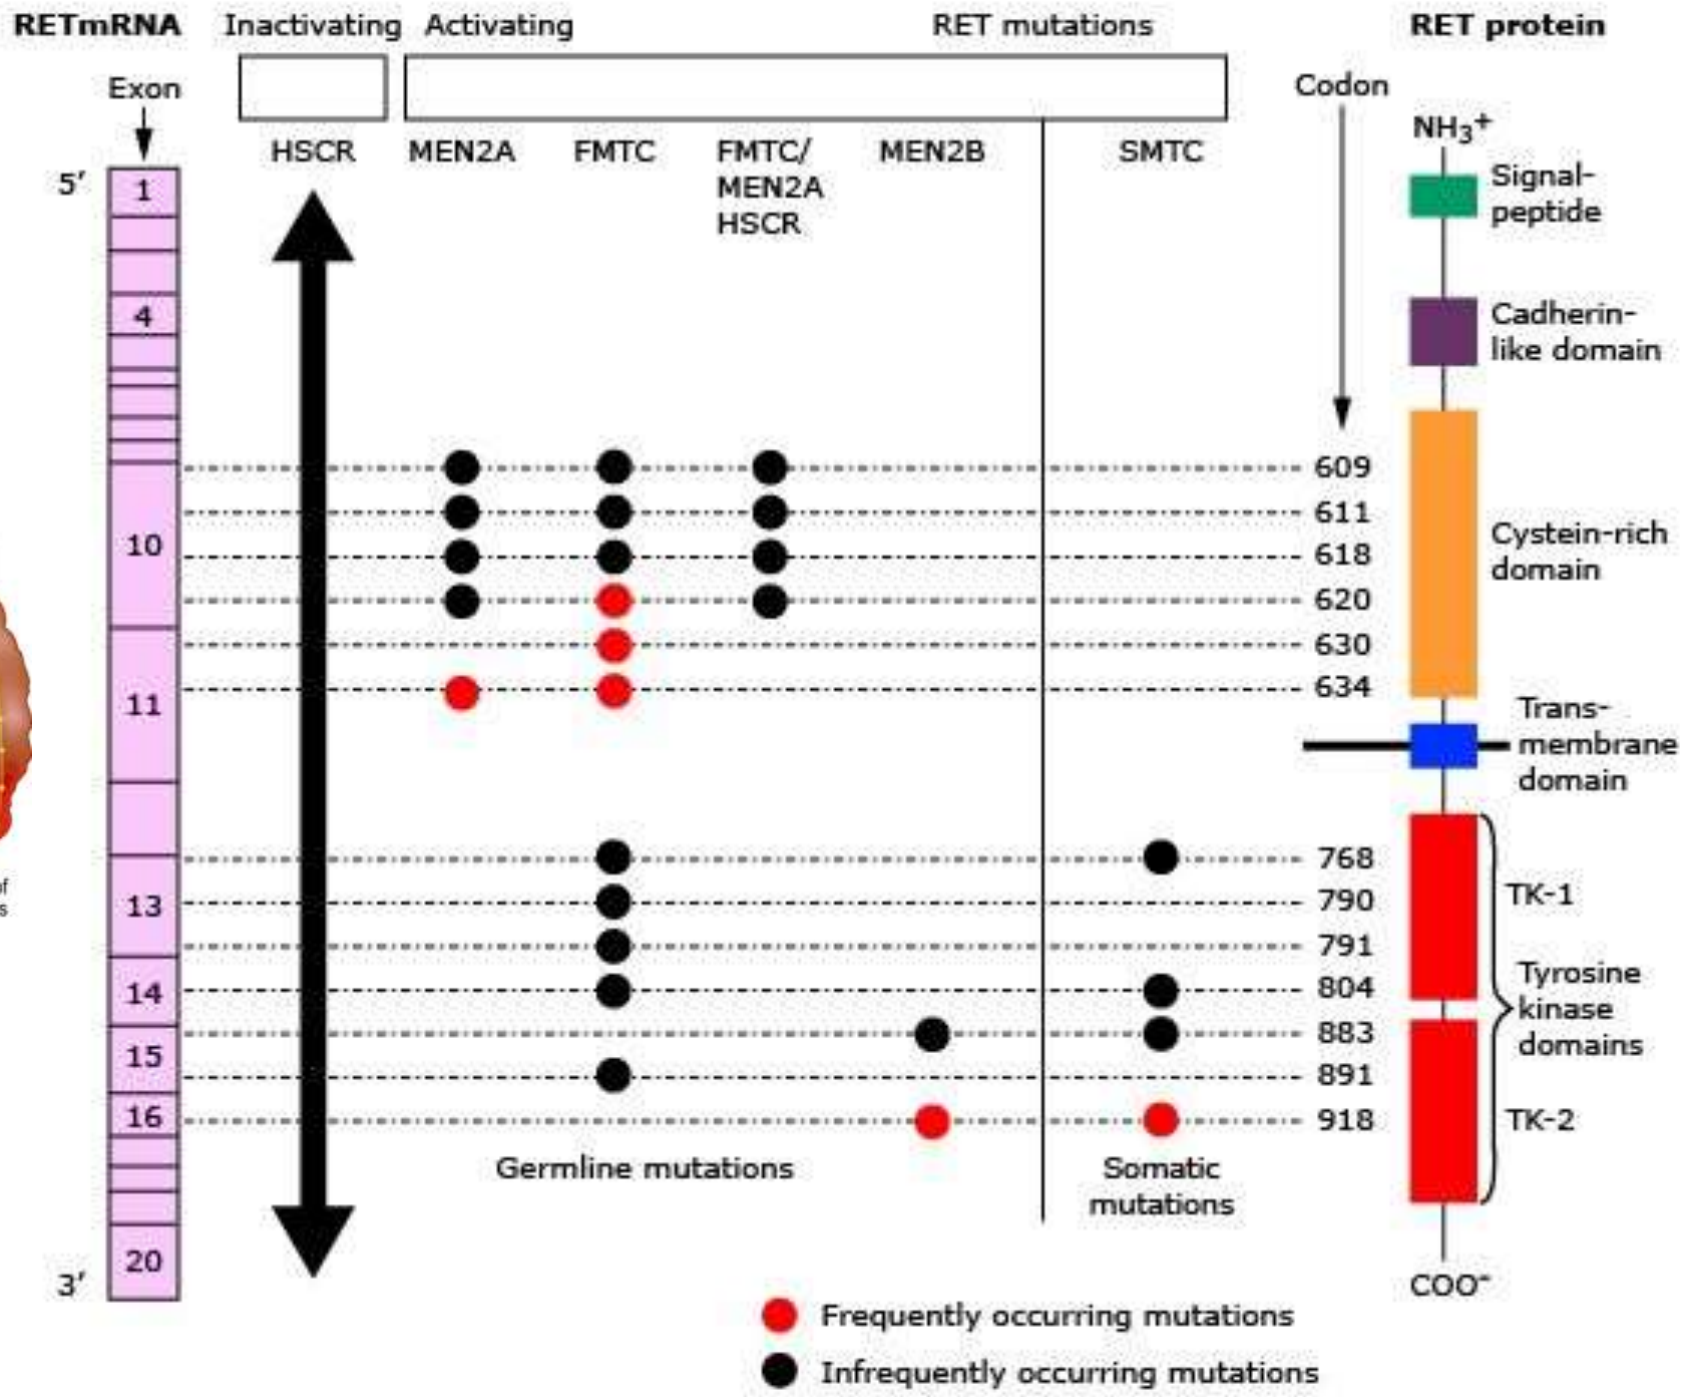 RETmRNA
Inactivating
Activating
RET mutations
RET protein
Exon
Codon
HSCR
MEN2A
FMTC
FMTC/
MEN2A
HSCR
MEN2B
SMTC
NH₃⁺
5′
1
4
10
11
13
14
15
16
20
3′
609
611
618
620
630
634
768
790
791
804
883
891
918
Signal-
peptide
Cadherin-
like domain
Cystein-rich
domain
Trans-
membrane
domain
TK-1
Tyrosine
kinase
domains
TK-2
COO⁻
Germline mutations
Somatic
mutations
Frequently occurring mutations
Infrequently occurring mutations